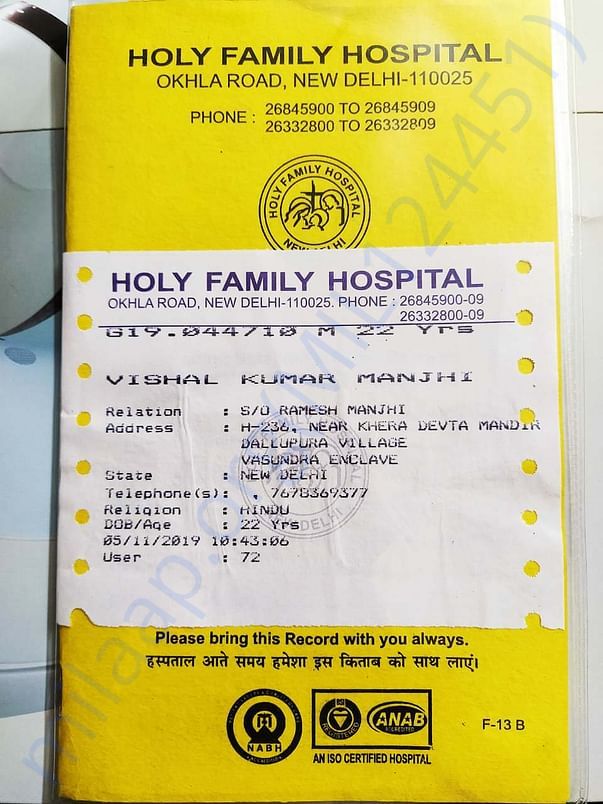 HOLY FAMILY HOSPITAL
OKHLA ROAD, NEW DELHI-110025
PHONE : 26845900 TO 26845909
26332800 TO 26332809
HOLY FAMILY HOSPITAL
NEW DELHI
HOLY FAMILY HOSPITAL
OKHLA ROAD, NEW DELHI-110025. PHONE : 26845900-09
26332800-09
G19.044710 M 22 Yrs
VISHAL KUMAR MANJHI
Relation : S/O RAMESH MANJHI
Address : H-236, NEAR KHERA DEVTA MANDIR
DALLUPURA VILLAGE
VASUNDRA ENCLAVE
State : NEW DELHI
Telephone(s): , 7678369377
Religion : HINDU
DOB/Age : 22 Yrs
05/11/2019 10:43:06
User : 72
NEW DELHI
Please bring this Record with you always.
हस्पताल आते समय हमेशा इस किताब को साथ लाएं।
NABH
REGISTERED
ANAB
ACCREDITED
F-13 B
AN ISO CERTIFIED HOSPITAL